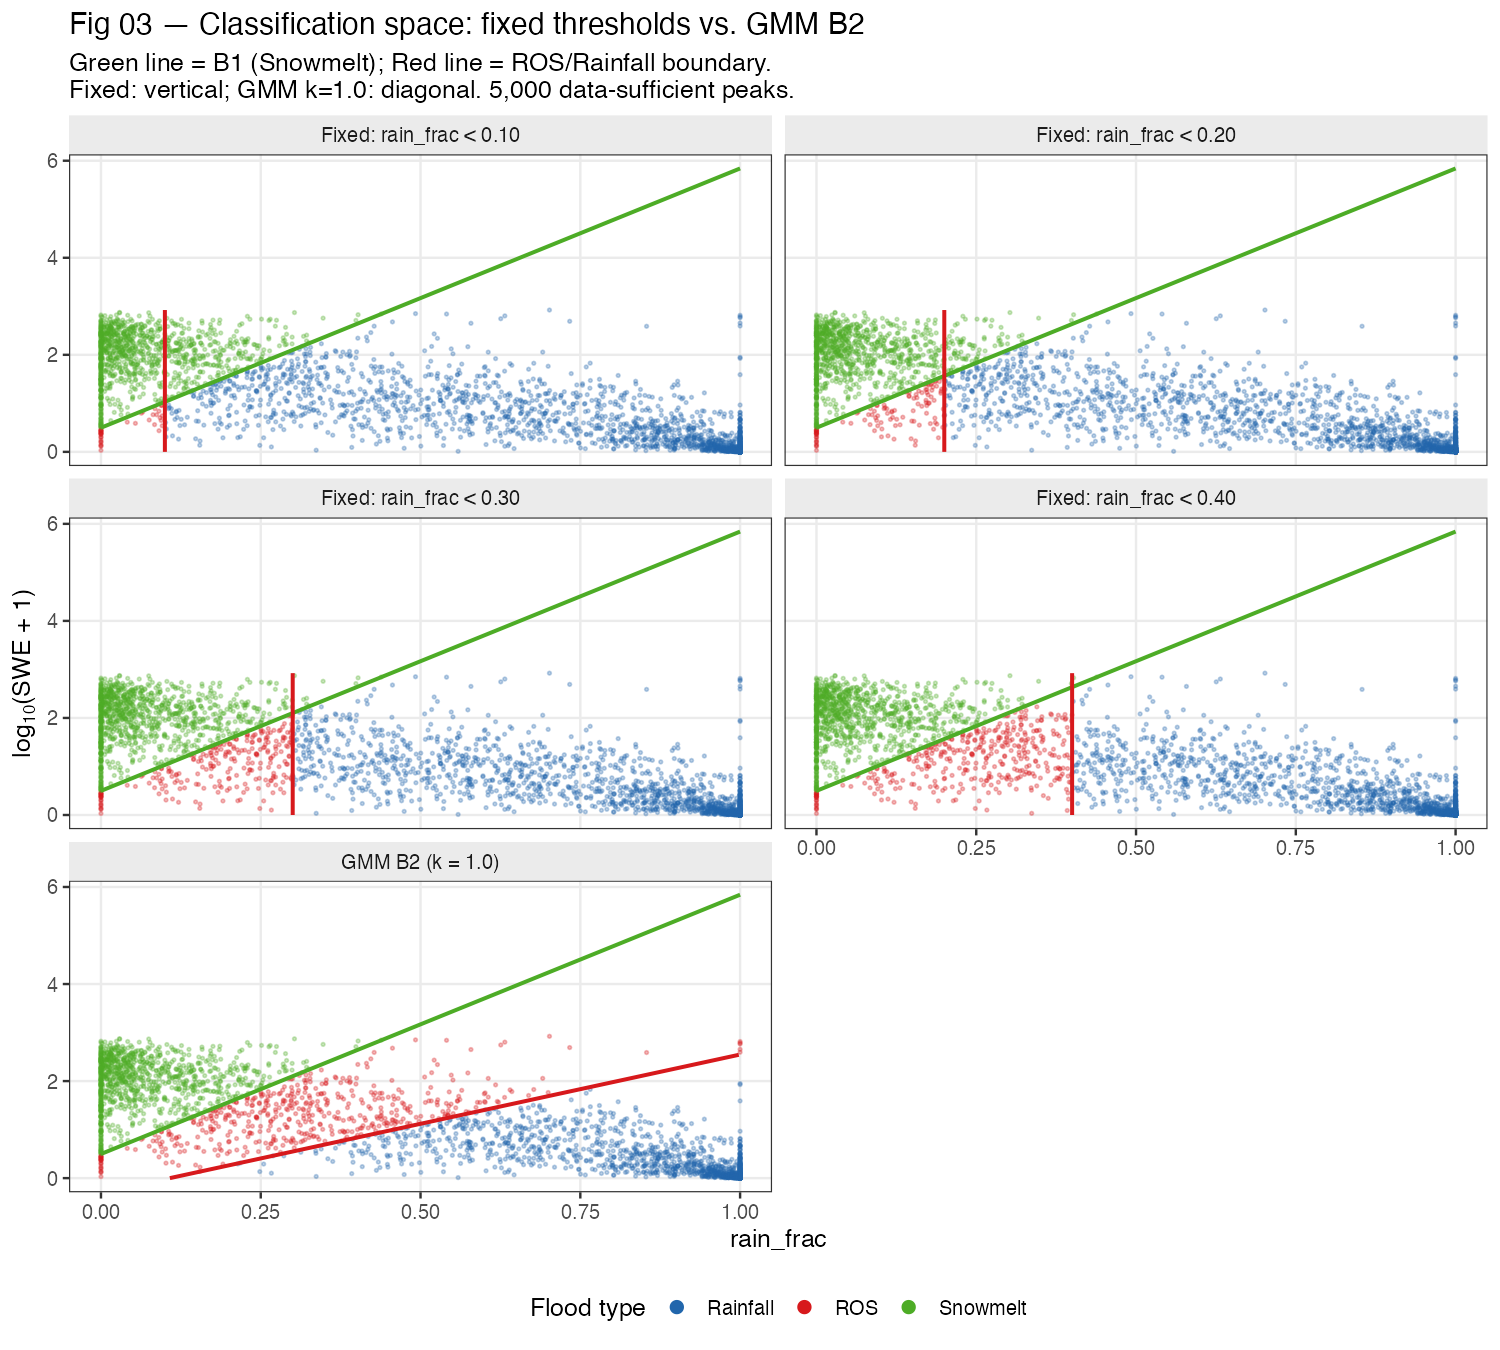 Fig 03 — Classification space: fixed thresholds vs. GMM B2
Green line = B1 (Snowmelt); Red line = ROS/Rainfall boundary.
Fixed: vertical; GMM k=1.0: diagonal. 5,000 data-sufficient peaks.
Fixed: rain_frac < 0.10
Fixed: rain_frac < 0.20
6
4
2
0
Fixed: rain_frac < 0.30
Fixed: rain_frac < 0.40
6
4
2
0
0.00 0.25 0.50 0.75 1.00
GMM B2 (k = 1.0)
6
4
2
0
0.00 0.25 0.50 0.75 1.00
log₁₀(SWE + 1)
rain_frac
Flood type Rainfall ROS Snowmelt